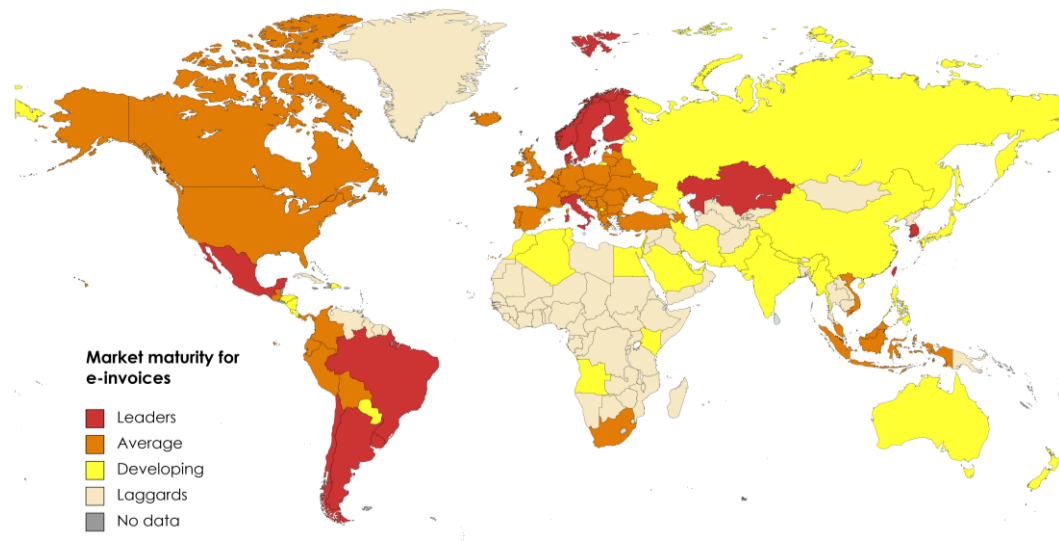 Market maturity for
e-invoices
Leaders
Average
Developing
Laggards
No data